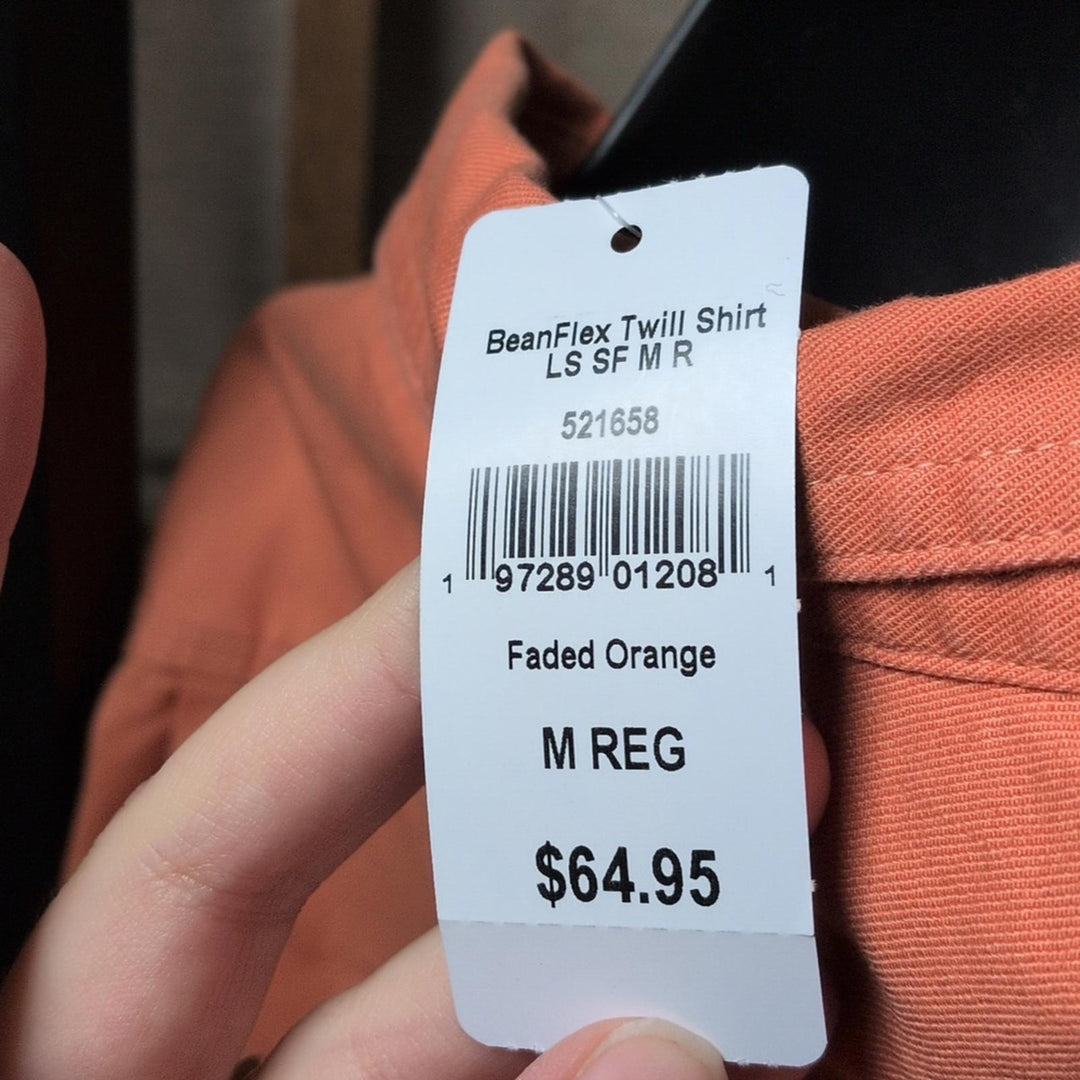 BeanFlex Twill Shirt
LS SF M R
521658
1 97289 01208 1
Faded Orange
M REG
$64.95